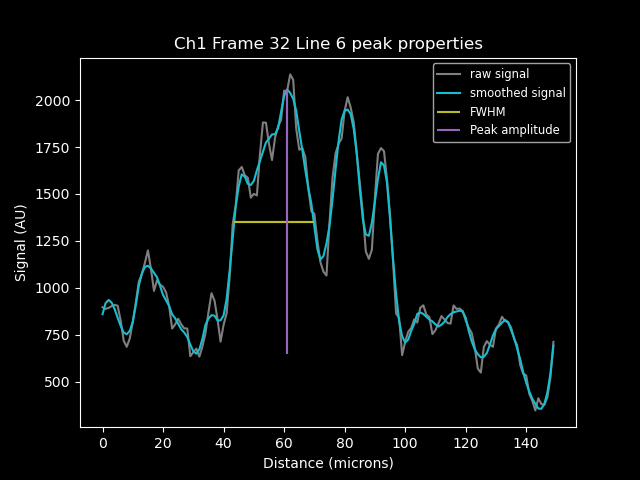 Ch1 Frame 32 Line 6 peak properties
raw signal
smoothed signal
FWHM
Peak amplitude
Signal (AU)
2000
1750
1500
1250
1000
750
500
0 20 40 60 80 100 120 140
Distance (microns)